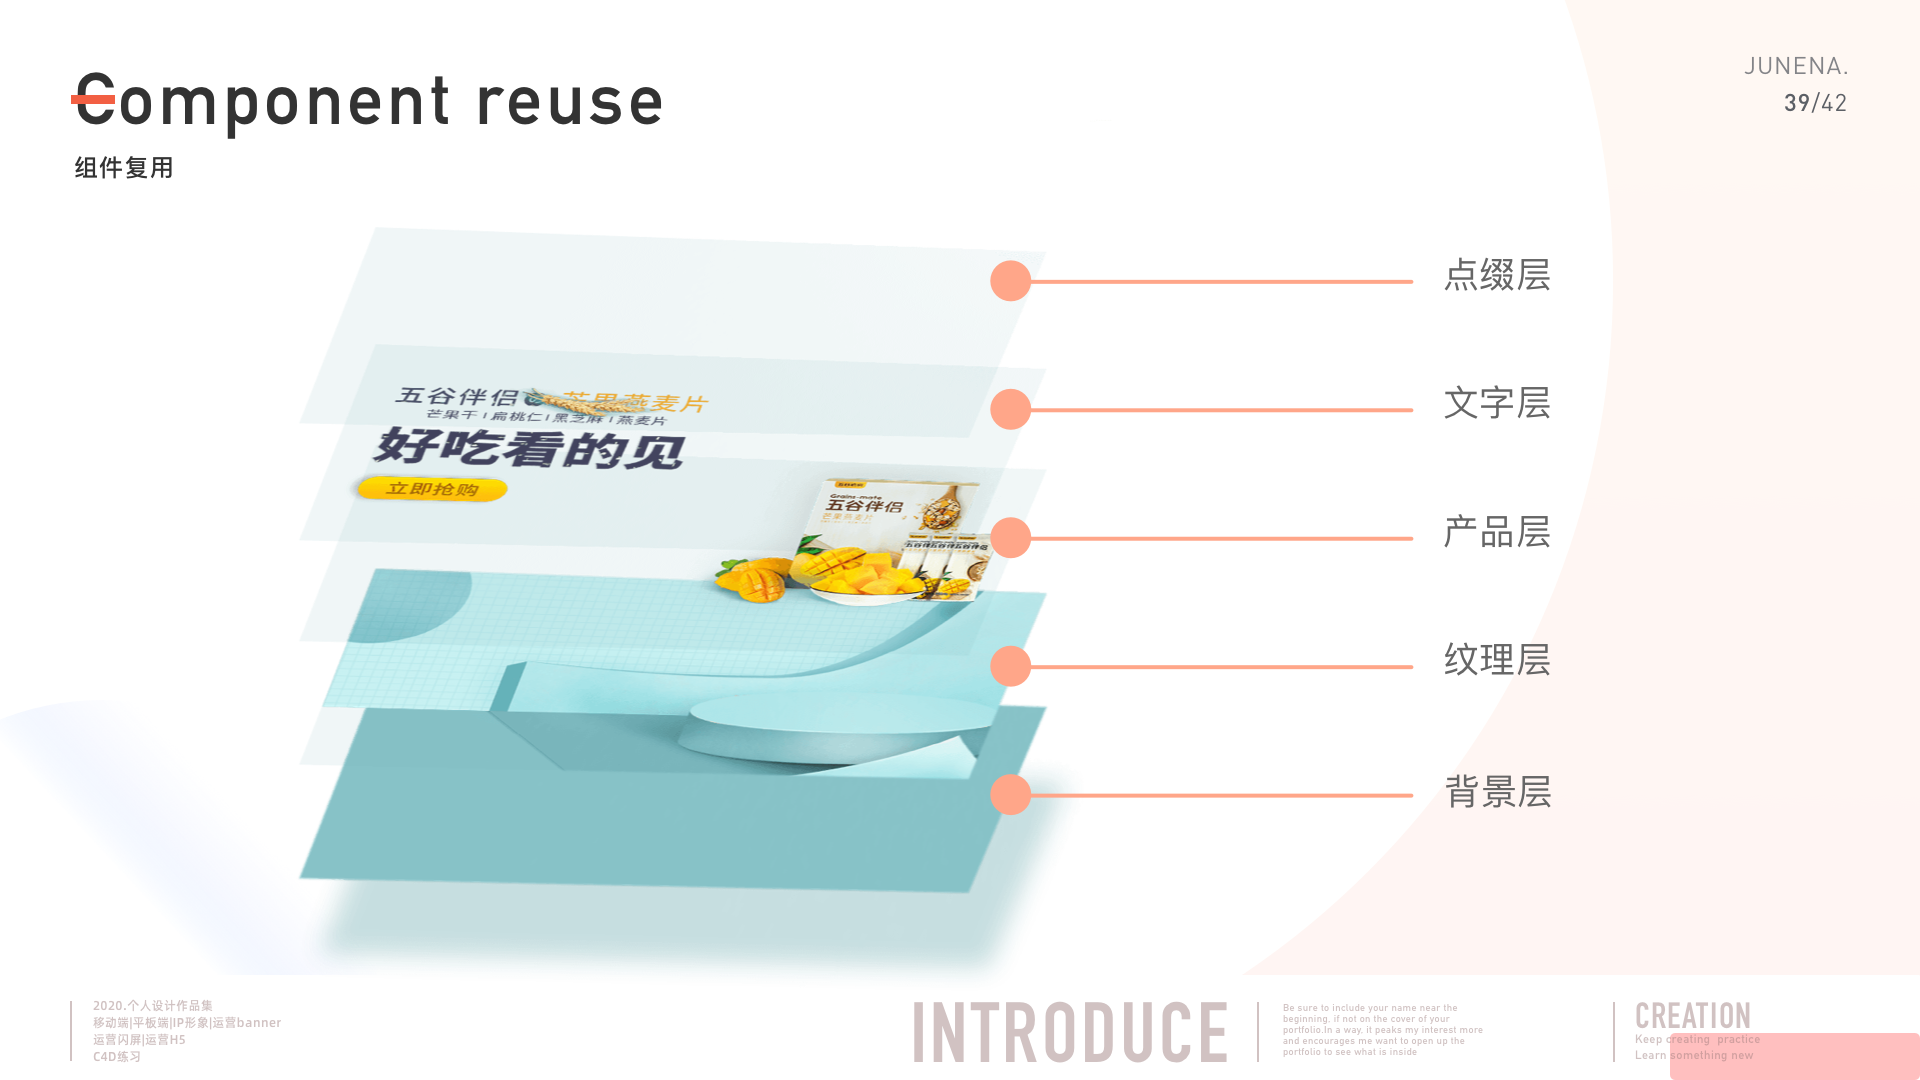 Component reuse
组件复用
JUNENA.
39/42
点缀层
文字层
产品层
纹理层
背景层
五谷伴侣
芒果燕麦片
芒果干 | 扁桃仁 | 黑芝麻 | 燕麦片
好吃看的见
立即抢购
Grains-mate
五谷伴侣
芒果燕麦片
五谷伴侣
2020.个人设计作品集
移动端|平板端|IP形象|运营banner
运营闪屏|运营H5
C4D练习
INTRODUCE
Be sure to include your name near the
beginning, if not on the cover of your
portfolio.In a way, it peaks my interest more
and encourages me want to open up the
portfolio to see what is inside
CREATION
Keep creating practice
Learn something new